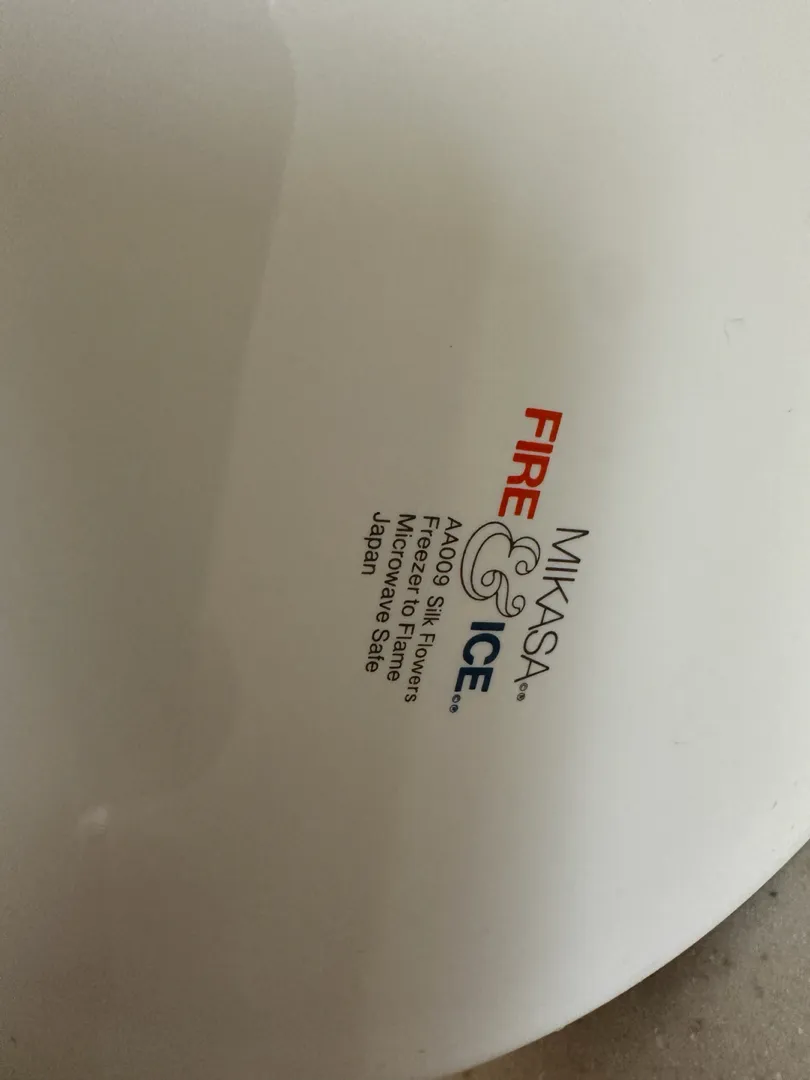 MIKASA ©®
FIRE & ICE ©®
AA009 Silk Flowers
Freezer to Flame
Microwave Safe
Japan